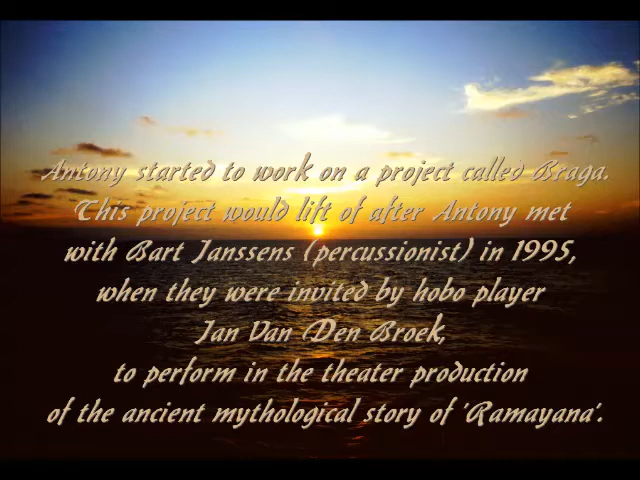 Antony started to work on a project called Braga.
This project would lift of after Antony met
with Bart Janssens (percussionist) in 1995,
when they were invited by hobo player
Jan Van Den Broek,
to perform in the theater production
of the ancient mythological story of 'Ramayana'.